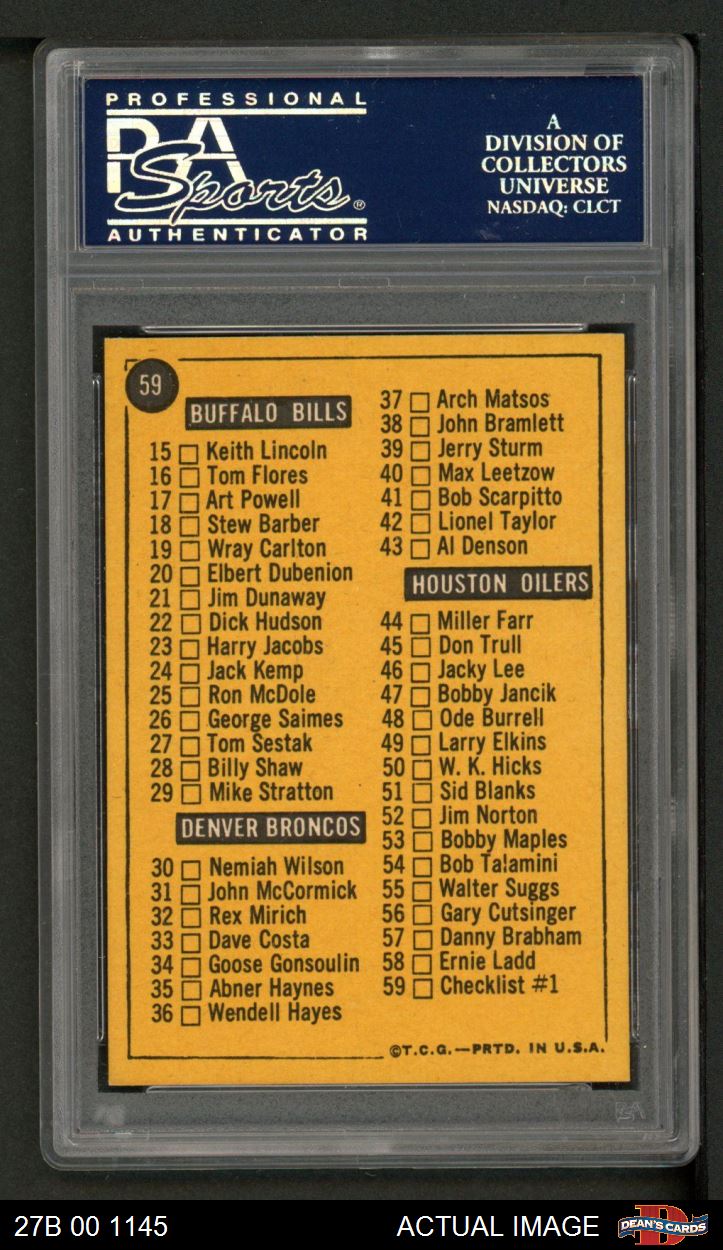 PROFESSIONAL
PSA
Sports®
AUTHENTICATOR
A
DIVISION OF
COLLECTORS
UNIVERSE
NASDAQ: CLCT
59
BUFFALO BILLS
15 Keith Lincoln
16 Tom Flores
17 Art Powell
18 Stew Barber
19 Wray Carlton
20 Elbert Dubenion
21 Jim Dunaway
22 Dick Hudson
23 Harry Jacobs
24 Jack Kemp
25 Ron McDole
26 George Saimes
27 Tom Sestak
28 Billy Shaw
29 Mike Stratton
DENVER BRONCOS
30 Nemiah Wilson
31 John McCormick
32 Rex Mirich
33 Dave Costa
34 Goose Gonsoulin
35 Abner Haynes
36 Wendell Hayes
37 Arch Matsos
38 John Bramlett
39 Jerry Sturm
40 Max Leetzow
41 Bob Scarpitto
42 Lionel Taylor
43 Al Denson
HOUSTON OILERS
44 Miller Farr
45 Don Trull
46 Jacky Lee
47 Bobby Jancik
48 Ode Burrell
49 Larry Elkins
50 W. K. Hicks
51 Sid Blanks
52 Jim Norton
53 Bobby Maples
54 Bob Talamini
55 Walter Suggs
56 Gary Cutsinger
57 Danny Brabham
58 Ernie Ladd
59 Checklist #1
©T.C.G.—PRTD. IN U.S.A.
27B 00 1145
ACTUAL IMAGE
DEAN'S CARDS